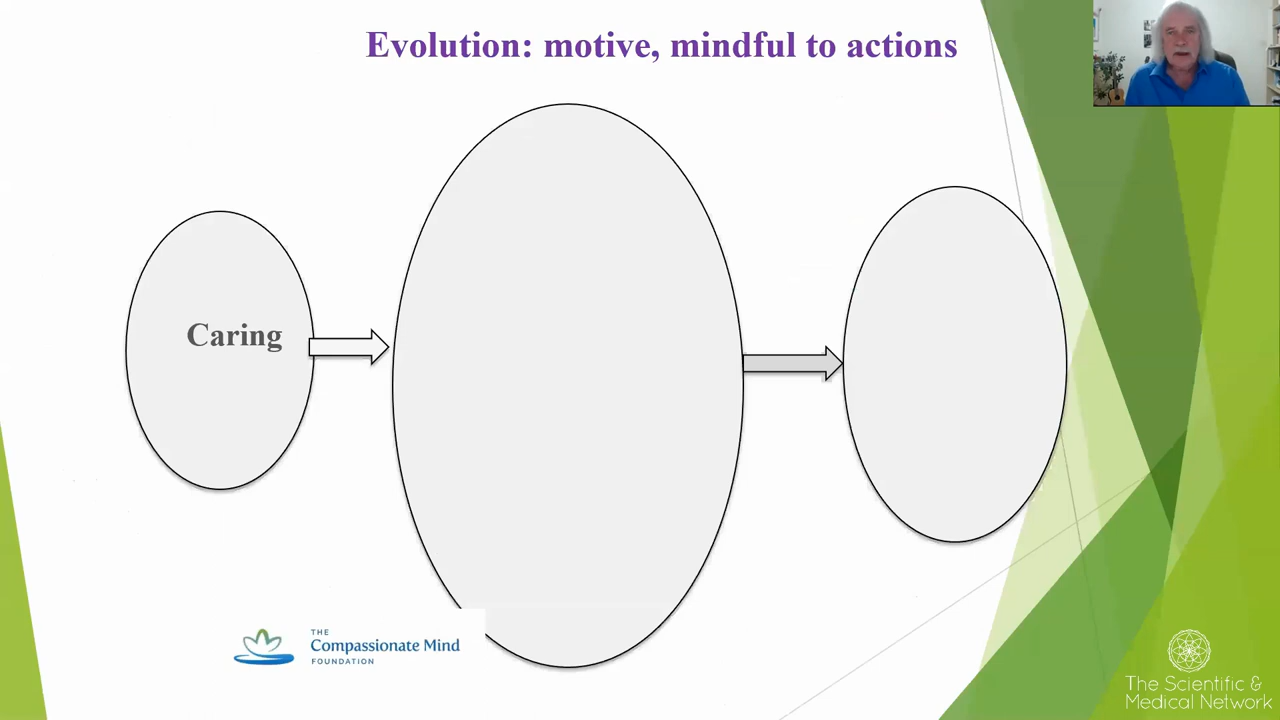 Evolution: motive, mindful to actions
Caring
THE
Compassionate Mind
FOUNDATION
The Scientific &
Medical Network